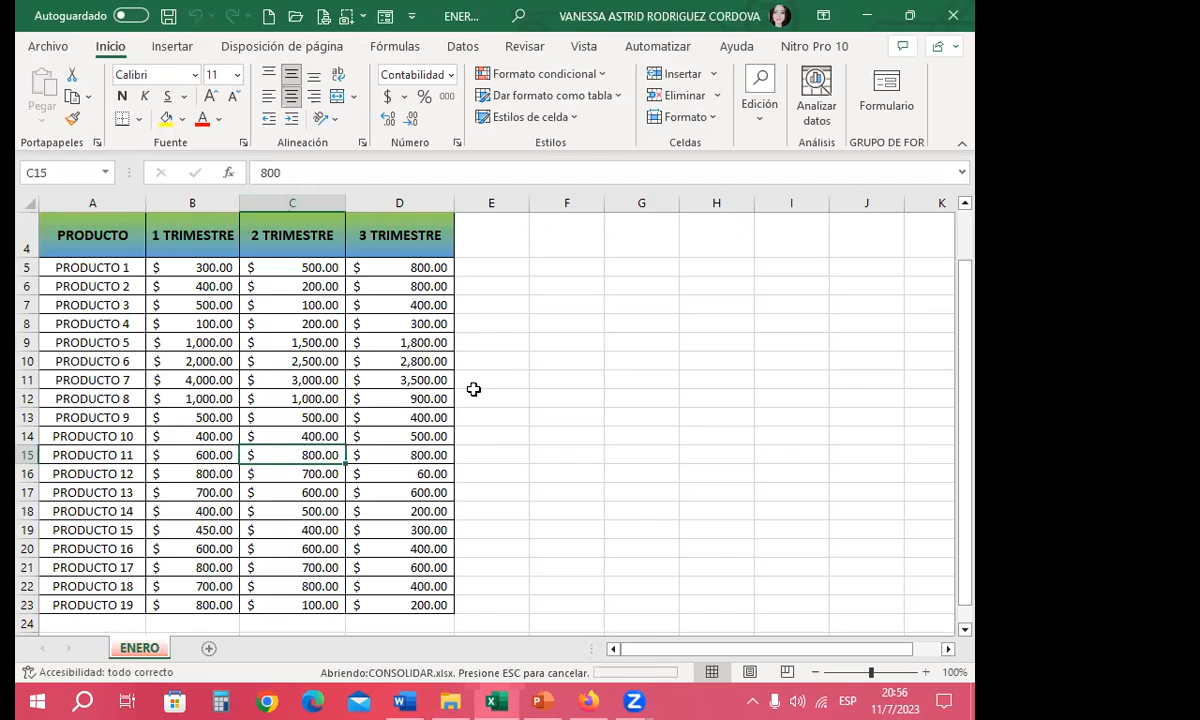 Autoguardado ENER... VANESSA ASTRID RODRIGUEZ CORDOVA
Archivo Inicio Insertar Disposición de página Fórmulas Datos Revisar Vista Automatizar Ayuda Nitro Pro 10
Pegar Calibri 11 Contabilidad Formato condicional Insertar Edición Analizar datos Formulario
N K S A A $ % 000 Dar formato como tabla Eliminar
A Estilos de celda Formato
Portapapeles Fuente Alineación Número Estilos Celdas Análisis GRUPO DE FOR
C15 fx 800
A B C D E F G H I J K
4 PRODUCTO 1 TRIMESTRE 2 TRIMESTRE 3 TRIMESTRE
5 PRODUCTO 1 $ 300.00 $ 500.00 $ 800.00
6 PRODUCTO 2 $ 400.00 $ 200.00 $ 800.00
7 PRODUCTO 3 $ 500.00 $ 100.00 $ 400.00
8 PRODUCTO 4 $ 100.00 $ 200.00 $ 300.00
9 PRODUCTO 5 $ 1,000.00 $ 1,500.00 $ 1,800.00
10 PRODUCTO 6 $ 2,000.00 $ 2,500.00 $ 2,800.00
11 PRODUCTO 7 $ 4,000.00 $ 3,000.00 $ 3,500.00
12 PRODUCTO 8 $ 1,000.00 $ 1,000.00 $ 900.00
13 PRODUCTO 9 $ 500.00 $ 500.00 $ 400.00
14 PRODUCTO 10 $ 400.00 $ 400.00 $ 500.00
15 PRODUCTO 11 $ 600.00 $ 800.00 $ 800.00
16 PRODUCTO 12 $ 800.00 $ 700.00 $ 60.00
17 PRODUCTO 13 $ 700.00 $ 600.00 $ 600.00
18 PRODUCTO 14 $ 400.00 $ 500.00 $ 200.00
19 PRODUCTO 15 $ 450.00 $ 400.00 $ 300.00
20 PRODUCTO 16 $ 600.00 $ 600.00 $ 400.00
21 PRODUCTO 17 $ 800.00 $ 700.00 $ 600.00
22 PRODUCTO 18 $ 700.00 $ 800.00 $ 400.00
23 PRODUCTO 19 $ 800.00 $ 100.00 $ 200.00
24
ENERO
Accesibilidad: todo correcto Abriendo:CONSOLIDAR.xlsx. Presione ESC para cancelar. 100%
ESP 20:56
11/7/2023